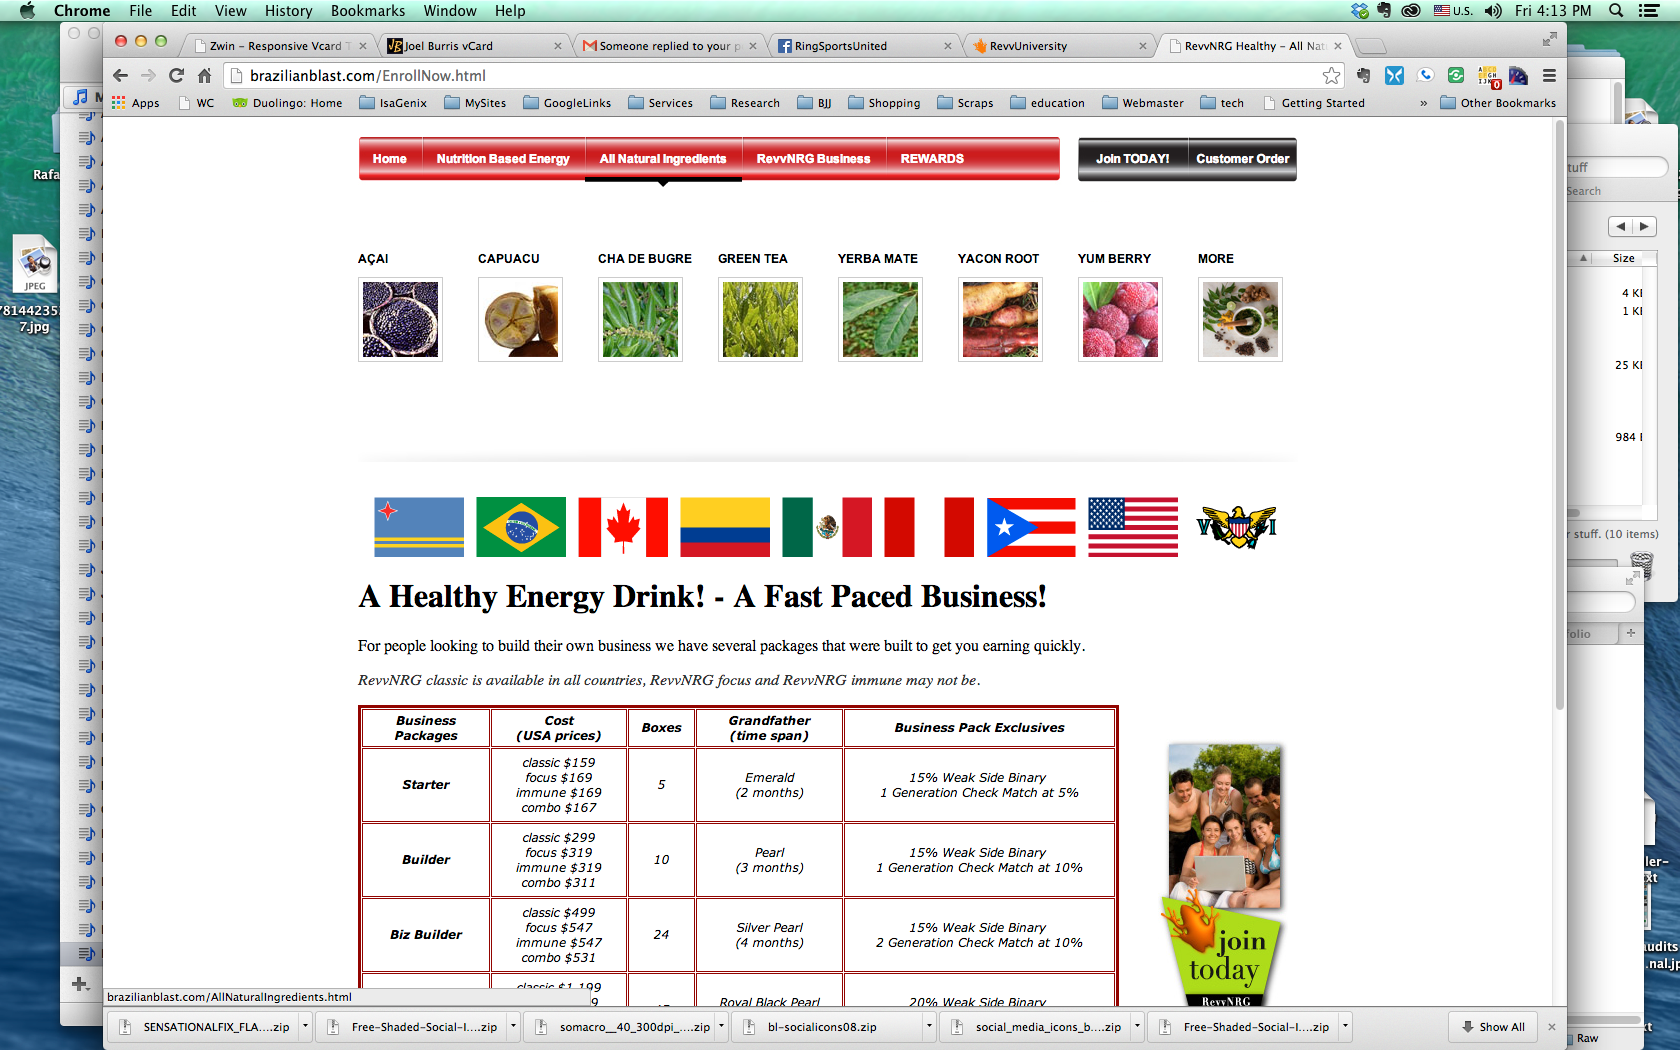 Chrome File Edit View History Bookmarks Window Help
U.S. Fri 4:13 PM
Zwin - Responsive Vcard T
Joel Burris vCard
Someone replied to your p
RingSportsUnited
RevvUniversity
RevvNRG Healthy - All Nat
brazilianblast.com/EnrollNow.html
Apps WC Duolingo: Home IsaGenix MySites GoogleLinks Services Research BJJ Shopping Scraps education Webmaster tech Getting Started » Other Bookmarks
Home Nutrition Based Energy All Natural Ingredients RevvNRG Business REWARDS Join TODAY! Customer Order
AÇAI CAPUACU CHA DE BUGRE GREEN TEA YERBA MATE YACON ROOT YUM BERRY MORE
V I
A Healthy Energy Drink! - A Fast Paced Business!
For people looking to build their own business we have several packages that were built to get you earning quickly.
RevvNRG classic is available in all countries, RevvNRG focus and RevvNRG immune may not be.
Business Packages
Cost (USA prices)
Boxes
Grandfather (time span)
Business Pack Exclusives
Starter
classic $159
focus $169
immune $169
combo $167
5
Emerald
(2 months)
15% Weak Side Binary
1 Generation Check Match at 5%
Builder
classic $299
focus $319
immune $319
combo $311
10
Pearl
(3 months)
15% Weak Side Binary
1 Generation Check Match at 10%
Biz Builder
classic $499
focus $547
immune $547
combo $531
24
Silver Pearl
(4 months)
15% Weak Side Binary
2 Generation Check Match at 10%
classic $1,199
Royal Black Pearl
20% Weak Side Binary
join
today
RevvNRG
brazilianblast.com/AllNaturalIngredients.html
SENSATIONALFIX_FLA....zip
Free-Shaded-Social-I....zip
somacro__40_300dpi_....zip
bl-socialicons08.zip
social_media_icons_b....zip
Free-Shaded-Social-I....zip
Show All
Rafa
JPEG
7814423 5
7.jpg
tuff
Search
Size
4 KB
1 KB
25 KB
984
r stuff. (10 items)
folio
ler-
xt
audits
.nal.jp
xt
Raw